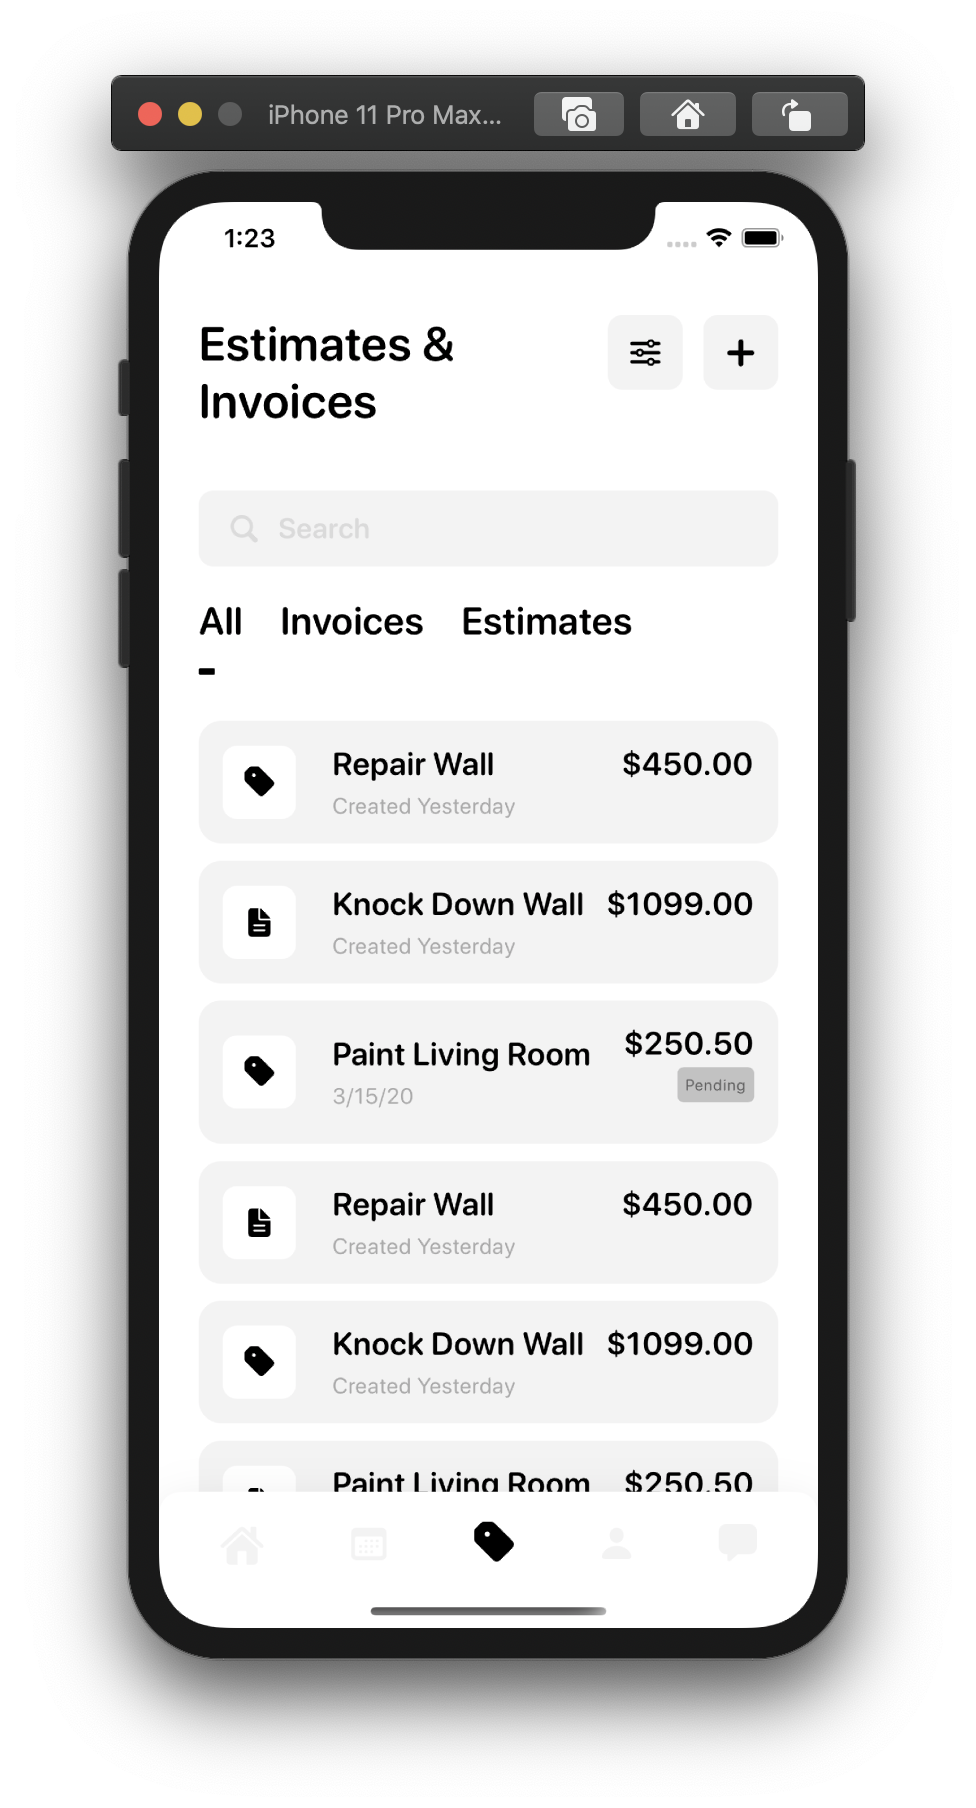 iPhone 11 Pro Max...
1:23
Estimates &
Invoices
Search
All Invoices Estimates
Repair Wall $450.00
Created Yesterday
Knock Down Wall $1099.00
Created Yesterday
Paint Living Room $250.50
3/15/20 Pending
Repair Wall $450.00
Created Yesterday
Knock Down Wall $1099.00
Created Yesterday
Paint Living Room $250.50